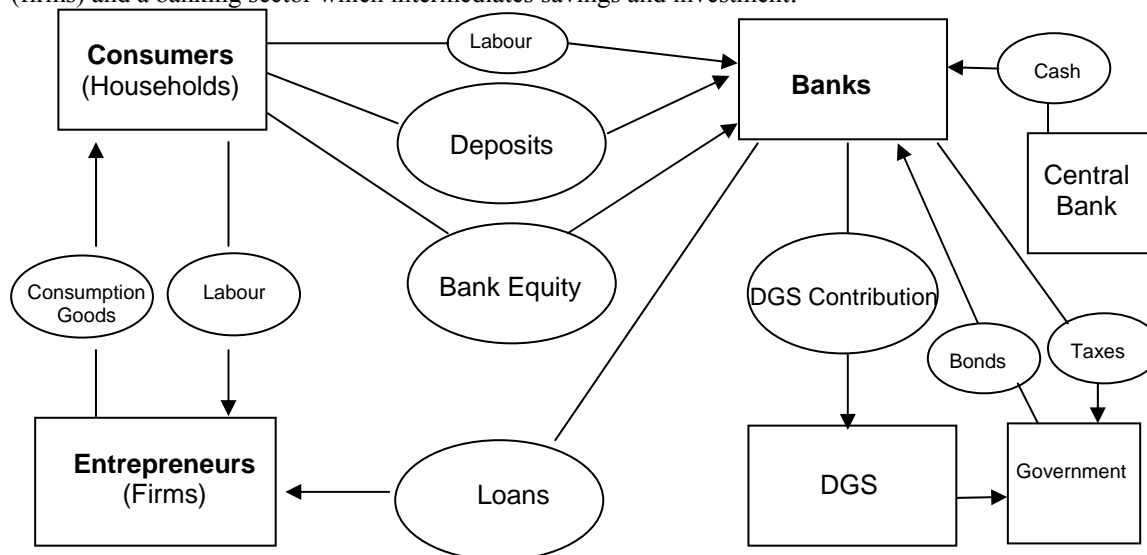 (firms) and a banking sector which intermediates savings and investment.
Consumers
(Households)
Labour
Banks
Cash
Deposits
Central
Bank
Bank Equity
Consumption
Goods
Labour
DGS Contribution
Bonds
Taxes
Entrepreneurs
(Firms)
Loans
DGS
Government